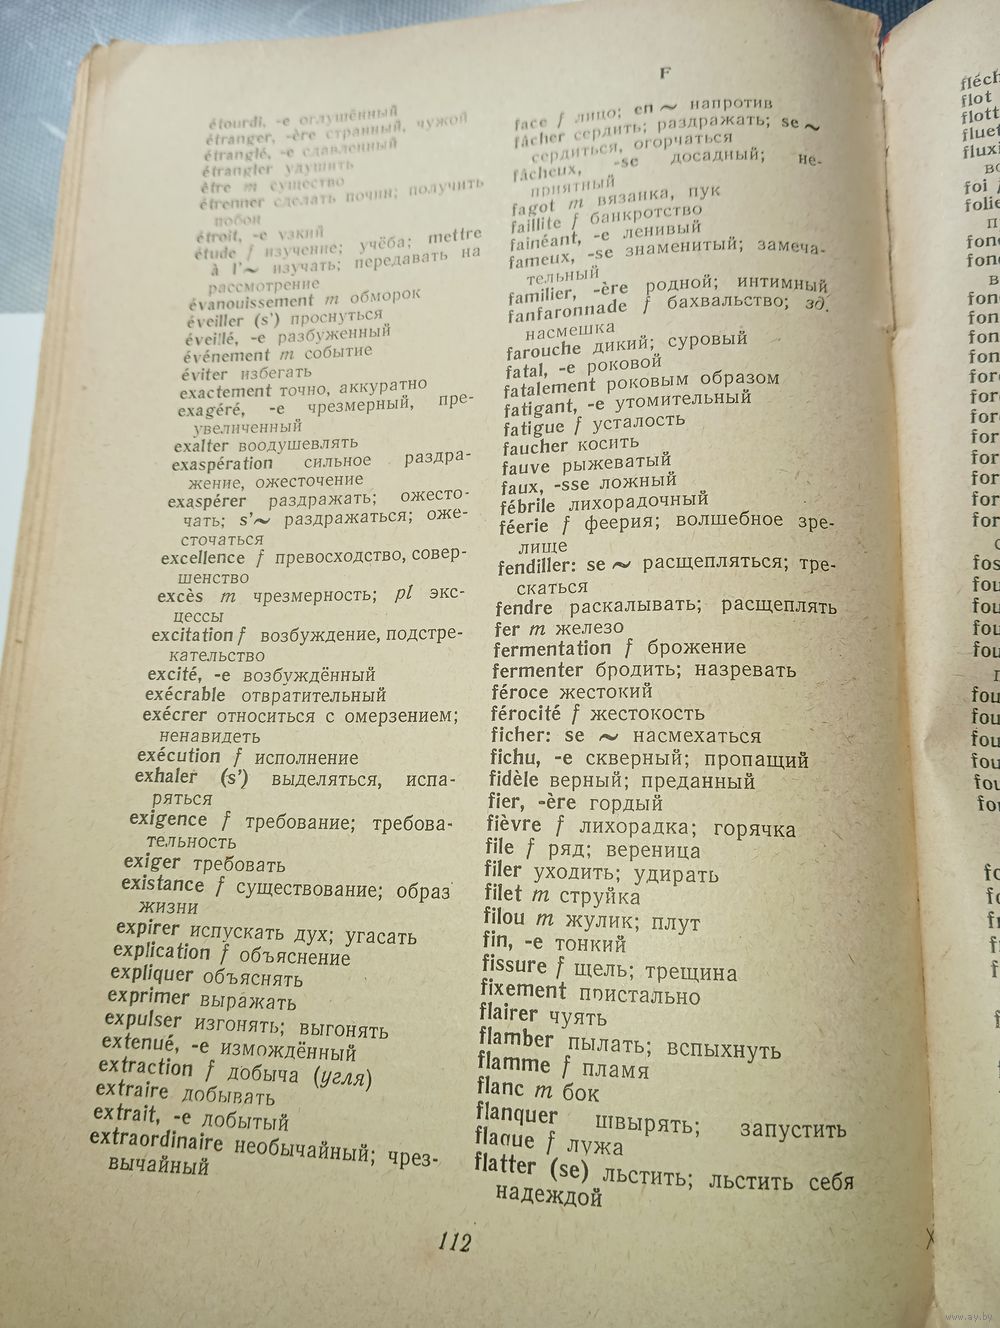 étourdi, -e оглушённый
étranger, -ère странный, чужой
étranglé, -e сдавленный
étrangler удушить
être m существо
étrenner сделать почин; получить
побои
étroit, -e узкий
étude f изучение; учёба; mettre
à l'~ изучать; передавать на
рассмотрение
évanouissement m обморок
éveiller (s') проснуться
éveillé, -e разбуженный
événement m событие
éviter избегать
exactement точно, аккуратно
exagéré, -e чрезмерный, пре-
увеличенный
exalter воодушевлять
exaspération сильное раздра-
жение, ожесточение
exaspérer раздражать; ожесто-
чать; s'~ раздражаться; оже-
сточаться
excellence f превосходство, совер-
шенство
excès m чрезмерность; pl экс-
цессы
excitation f возбуждение, подстре-
кательство
excité, -e возбуждённый
exécrable отвратительный
exécrer относиться с омерзением;
ненавидеть
exécution f исполнение
exhaler (s') выделяться, испа-
ряться
exigence f требование; требова-
тельность
exiger требовать
existance f существование; образ
жизни
expirer испускать дух; угасать
explication f объяснение
expliquer объяснять
exprimer выражать
expulser изгонять; выгонять
extenué, -e измождённый
extraction f добыча (угля)
extraire добывать
extrait, -e добытый
extraordinaire необычайный; чрез-
вычайный
F
face f лицо; en ~ напротив
fâcher сердить; раздражать; se ~
сердиться, огорчаться
fâcheux, -se досадный; не-
приятный
fagot m вязанка, пук
faillite f банкротство
fainéant, -e ленивый
fameux, -se знаменитый; замеча-
тельный
familier, -ère родной; интимный
fanfaronnade f бахвальство; зд.
насмешка
farouche дикий; суровый
fatal, -e роковой
fatalement роковым образом
fatigant, -e утомительный
fatigue f усталость
faucher косить
fauve рыжеватый
faux, -sse ложный
fébrile лихорадочный
féerie f феерия; волшебное зре-
лище
fendiller: se ~ расщепляться; тре-
скаться
fendre раскалывать; расщеплять
fer m железо
fermentation f брожение
fermenter бродить; назревать
féroce жестокий
férocité f жестокость
ficher: se ~ насмехаться
fichu, -e скверный; пропащий
fidèle верный; преданный
fier, -ère гордый
fièvre f лихорадка; горячка
file f ряд; вереница
filer уходить; удирать
filet m струйка
filou m жулик; плут
fin, -e тонкий
fissure f щель; трещина
fixement пристально
flairer чуять
flamber пылать; вспыхнуть
flamme f пламя
flanc m бок
flanquer швырять; запустить
flaque f лужа
flatter (se) льстить; льстить себя
надеждой
112
fléch
flot
flott
fluet
fluxi
foi
folie
fos
www.ay.by